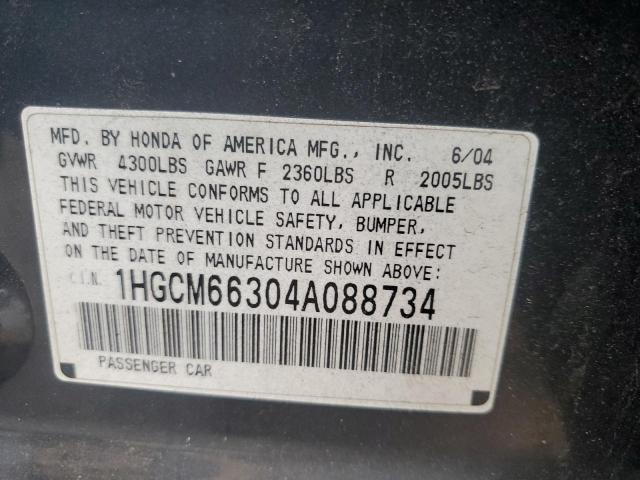 MFD. BY HONDA OF AMERICA MFG., INC. 6/04
GVWR 4300LBS GAWR F 2360LBS R 2005LBS
THIS VEHICLE CONFORMS TO ALL APPLICABLE
FEDERAL MOTOR VEHICLE SAFETY, BUMPER,
AND THEFT PREVENTION STANDARDS IN EFFECT
ON THE DATE OF MANUFACTURE SHOWN ABOVE:
V.I.N. 1HGCM66304A088734
PASSENGER CAR